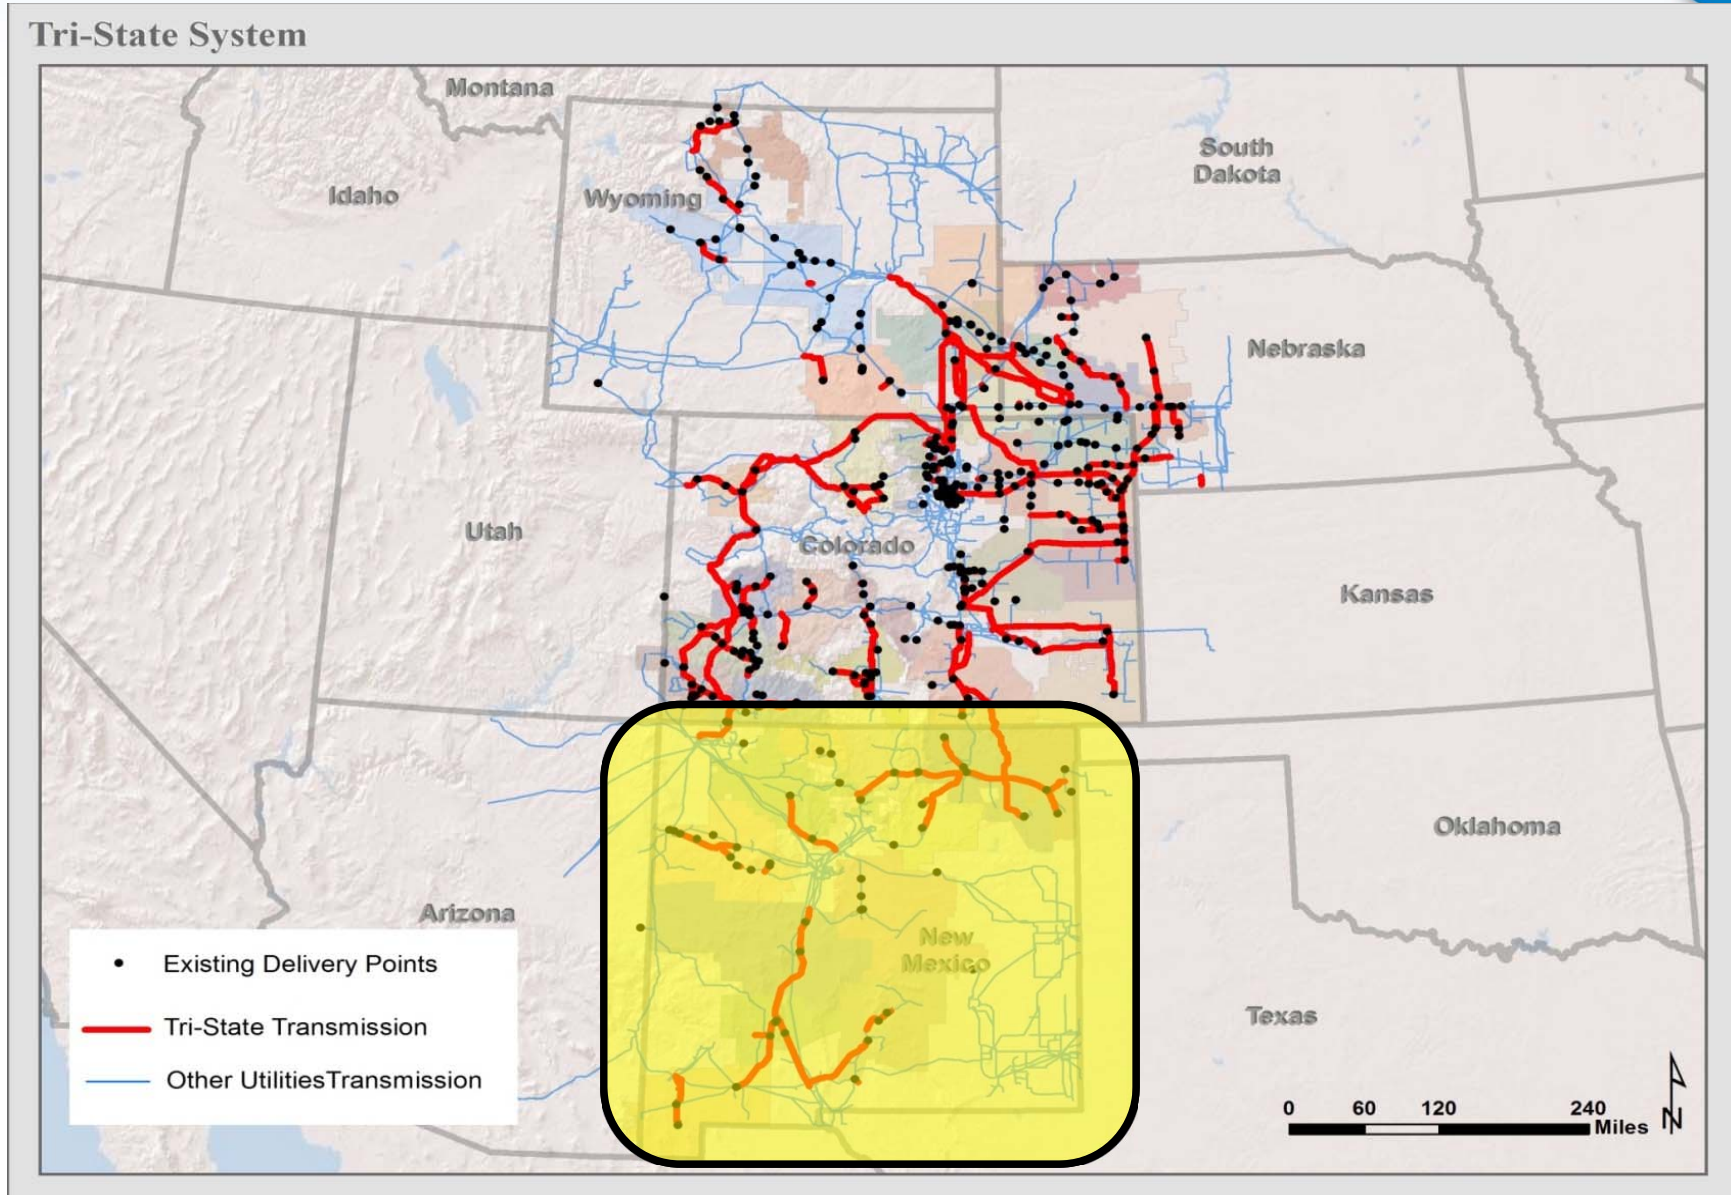 Tri-State System
Montana
South
Dakota
Idaho
Wyoming
Nebraska
Utah
Colorado
Kansas
Oklahoma
Arizona
New
Mexico
Texas
Existing Delivery Points
Tri-State Transmission
Other UtilitiesTransmission
0 60 120 240
Miles
N